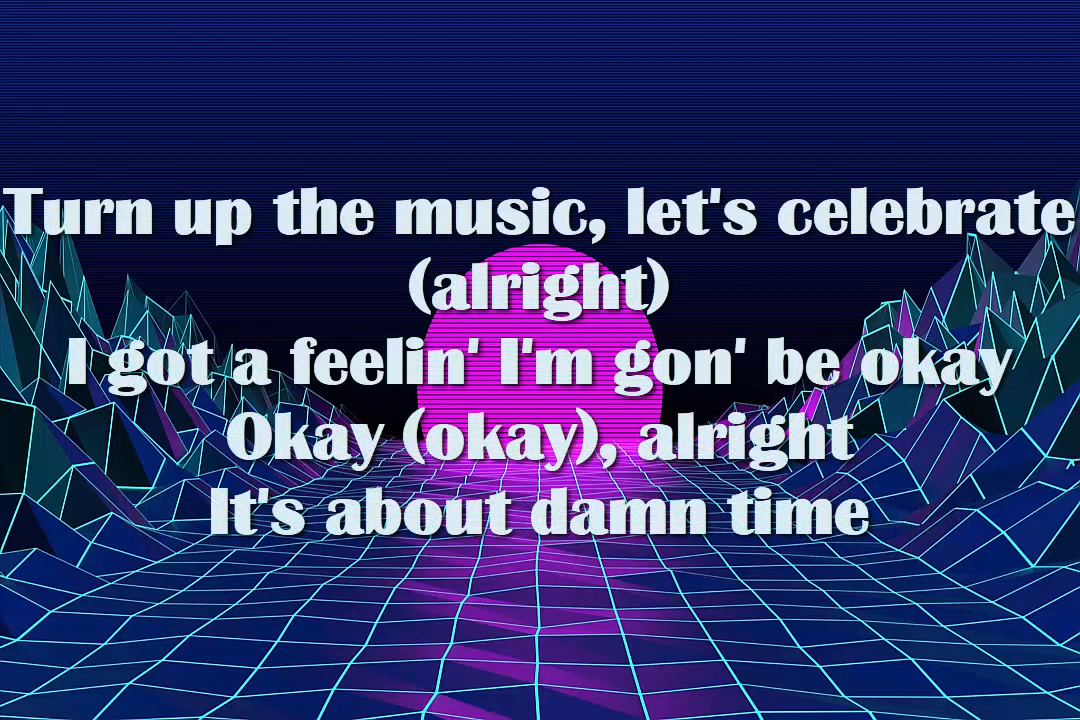 Turn up the music, let's celebrate
(alright)
I got a feelin' I'm gon' be okay
Okay (okay), alright
It's about damn time